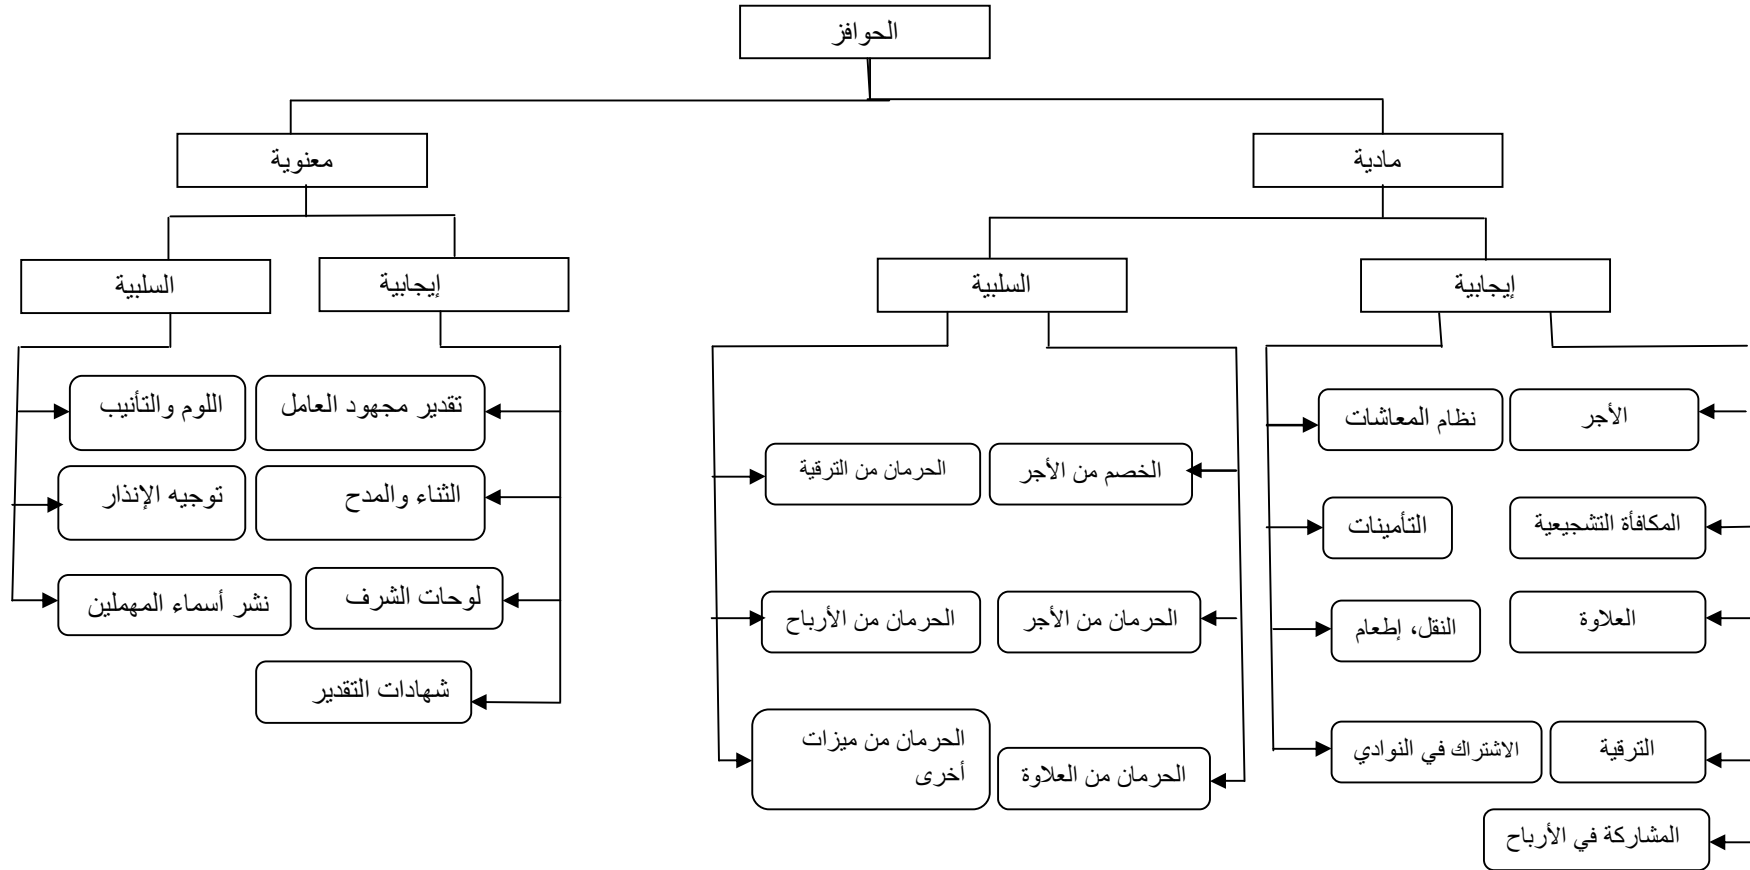 الحوافز
مادية
معنوية
إيجابية
السلبية
إيجابية
السلبية
الأجر
نظام المعاشات
المكافأة التشجيعية
التأمينات
العلاوة
النقل، إطعام
الترقية
الاشتراك في النوادي
المشاركة في الأرباح
الخصم من الأجر
الحرمان من الترقية
الحرمان من الأجر
الحرمان من الأرباح
الحرمان من العلاوة
الحرمان من ميزات
أخرى
تقدير مجهود العامل
الثناء والمدح
لوحات الشرف
شهادات التقدير
اللوم والتأنيب
توجيه الإنذار
نشر أسماء المهملين